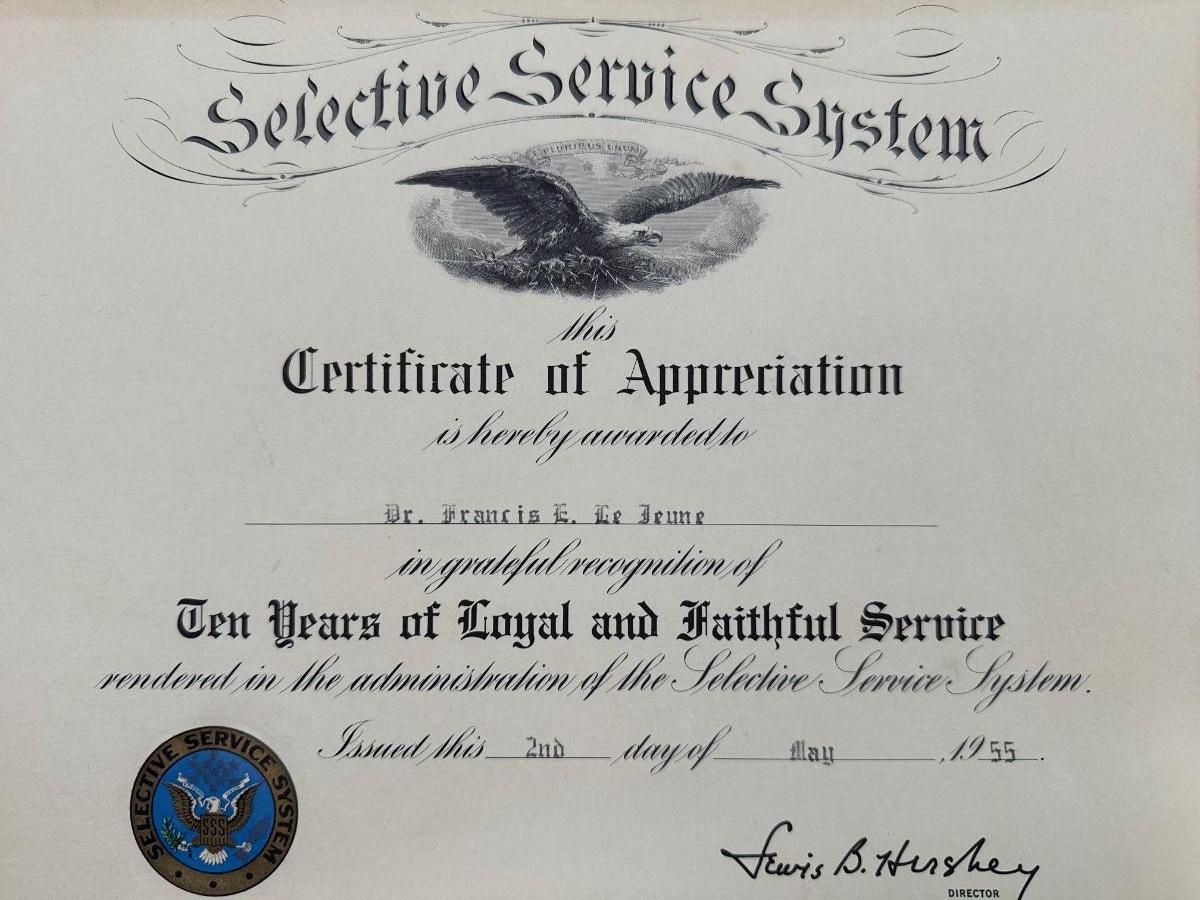 Selective Service System
E PLURIBUS UNUM
this
Certificate of Appreciation
is hereby awarded to
Dr. Francis E. Le Jeune
in grateful recognition of
Ten Years of Loyal and Faithful Service
rendered in the administration of the Selective Service System.
Issued this 2nd day of May, 1955.
SELECTIVE SERVICE SYSTEM
SSS
Lewis B. Hershey
DIRECTOR